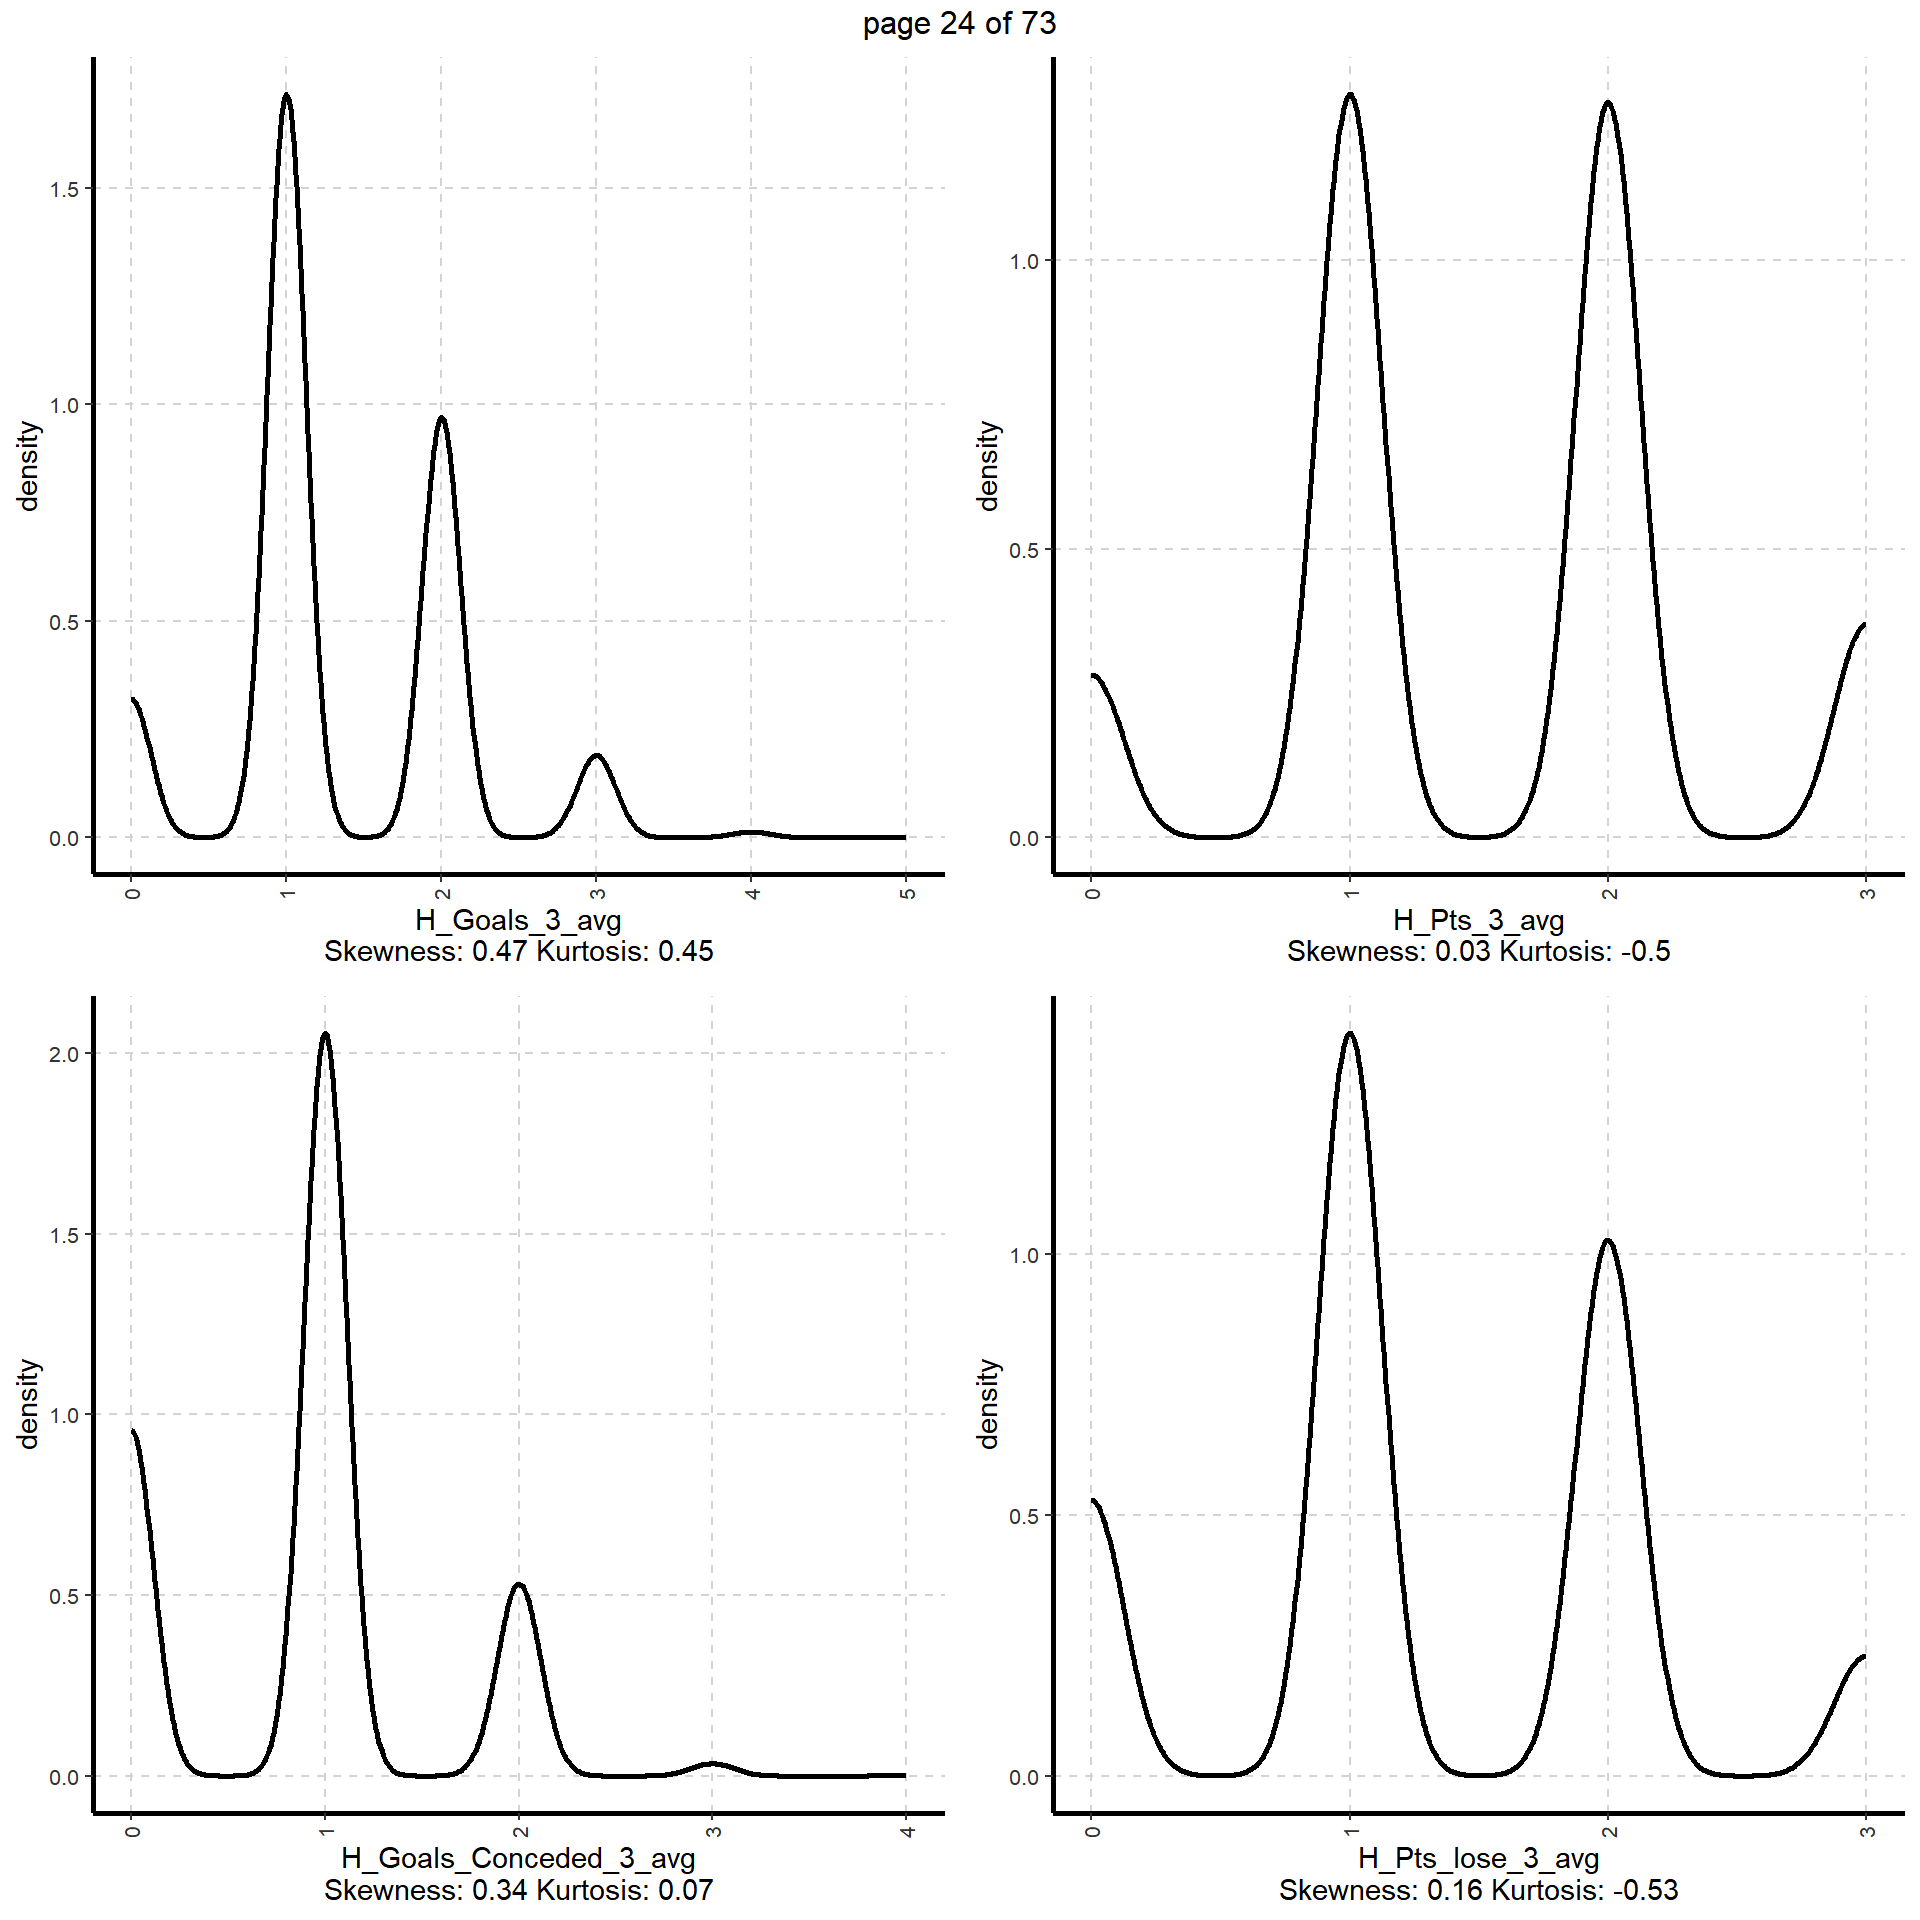 page 24 of 73
density
1.5
1.0
0.5
0.0
0 1 2 3 4 5
H_Goals_3_avg
Skewness: 0.47 Kurtosis: 0.45
density
1.0
0.5
0.0
0 1 2 3
H_Pts_3_avg
Skewness: 0.03 Kurtosis: -0.5
density
2.0
1.5
1.0
0.5
0.0
0 1 2 3 4
H_Goals_Conceded_3_avg
Skewness: 0.34 Kurtosis: 0.07
density
1.0
0.5
0.0
0 1 2 3
H_Pts_lose_3_avg
Skewness: 0.16 Kurtosis: -0.53